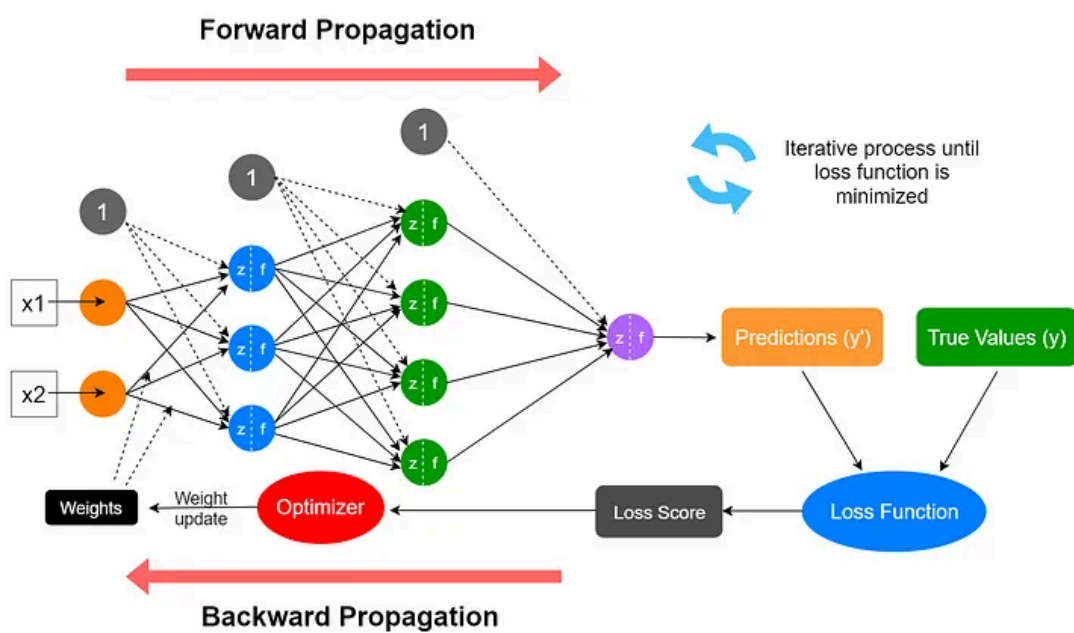 Forward Propagation
1
1
1
Iterative process until
loss function is
minimized
z f
z f
x1
z f
z f
z f
Predictions (y')
True Values (y)
x2
z f
z f
z f
Weights
Weight
update
Optimizer
Loss Score
Loss Function
Backward Propagation